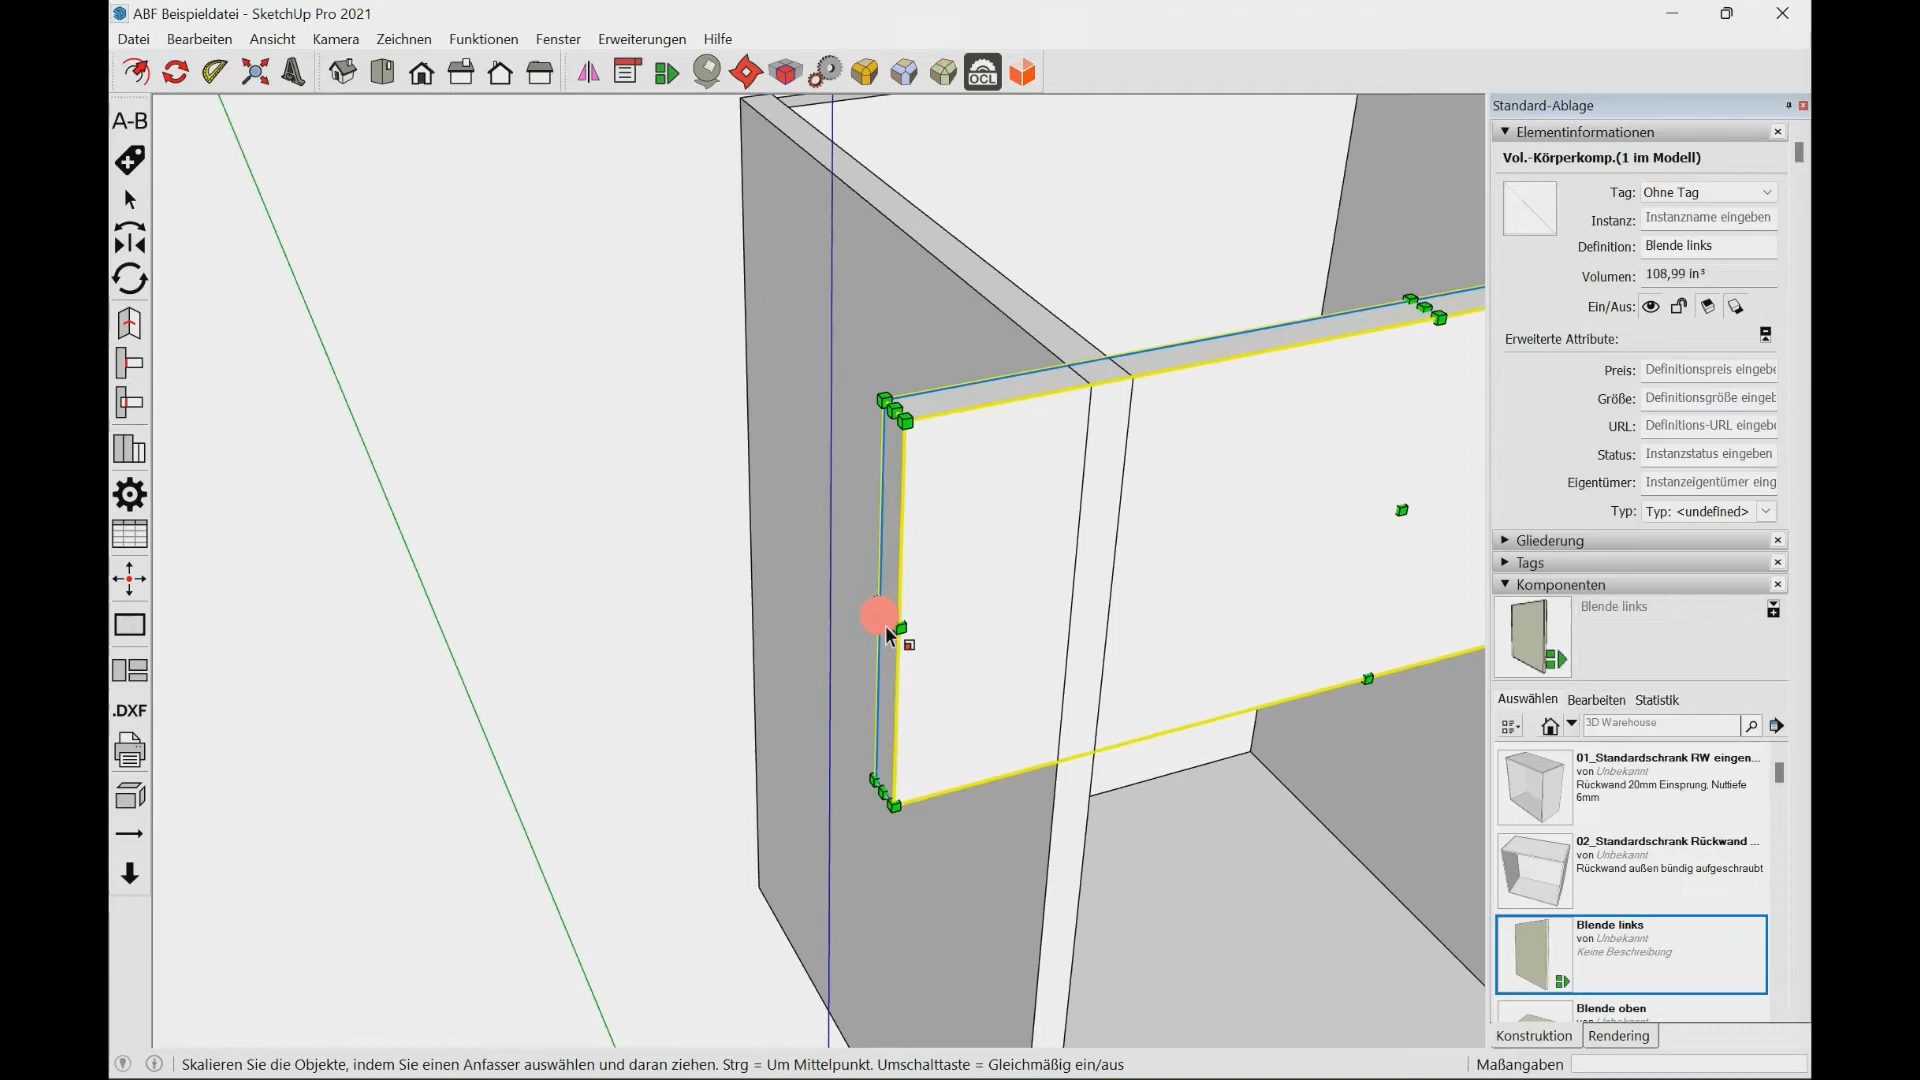 ABF Beispieldatei - SketchUp Pro 2021
Datei Bearbeiten Ansicht Kamera Zeichnen Funktionen Fenster Erweiterungen Hilfe
OCL
A-B
.DXF
Standard-Ablage
Elementinformationen
Vol.-Körperkomp.(1 im Modell)
Tag: Ohne Tag
Instanz: Instanzname eingeben
Definition: Blende links
Volumen: 108,99 in³
Ein/Aus:
Erweiterte Attribute:
Preis: Definitionspreis eingebe
Größe: Definitionsgröße eingeb
URL: Definitions-URL eingebe
Status: Instanzstatus eingeben
Eigentümer: Instanzeigentümer eing
Typ: Typ: <undefined>
Gliederung
Tags
Komponenten
Blende links
Auswählen Bearbeiten Statistik
3D Warehouse
01_Standardschrank RW eingen...
von Unbekannt
Rückwand 20mm Einsprung, Nuttiefe
6mm
02_Standardschrank Rückwand ...
von Unbekannt
Rückwand außen bündig aufgeschraubt
Blende links
von Unbekannt
Keine Beschreibung
Blende oben
Konstruktion Rendering
Skalieren Sie die Objekte, indem Sie einen Anfasser auswählen und daran ziehen. Strg = Um Mittelpunkt. Umschalttaste = Gleichmäßig ein/aus
Maßangaben